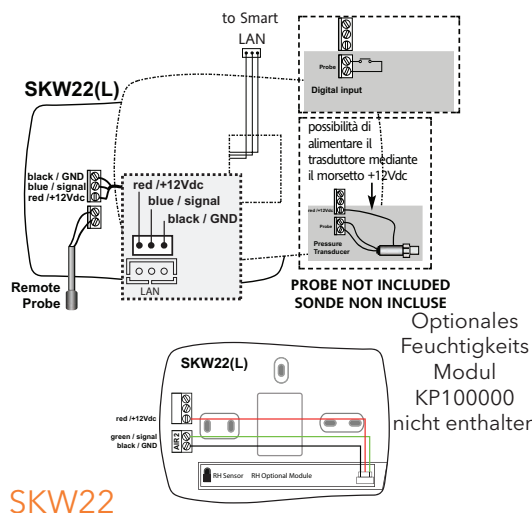 to Smart
LAN
SKW22(L)
Probe
Digital input
black / GND
blue / signal
red /+12Vdc
red /+12Vdc
blue / signal
black / GND
LAN
Remote
Probe
possibilità di
alimentare il
trasduttore mediante
il morsetto +12Vdc
red /+12Vdc
Probe
Pressure
Transducer
PROBE NOT INCLUDED
SONDE NON INCLUSE
Optionales
Feuchtigkeits
Modul
KP100000
nicht enthalten
SKW22(L)
red /+12Vdc
green / signal
black / GND
AIR 2
RH Sensor RH Optional Module
SKW22